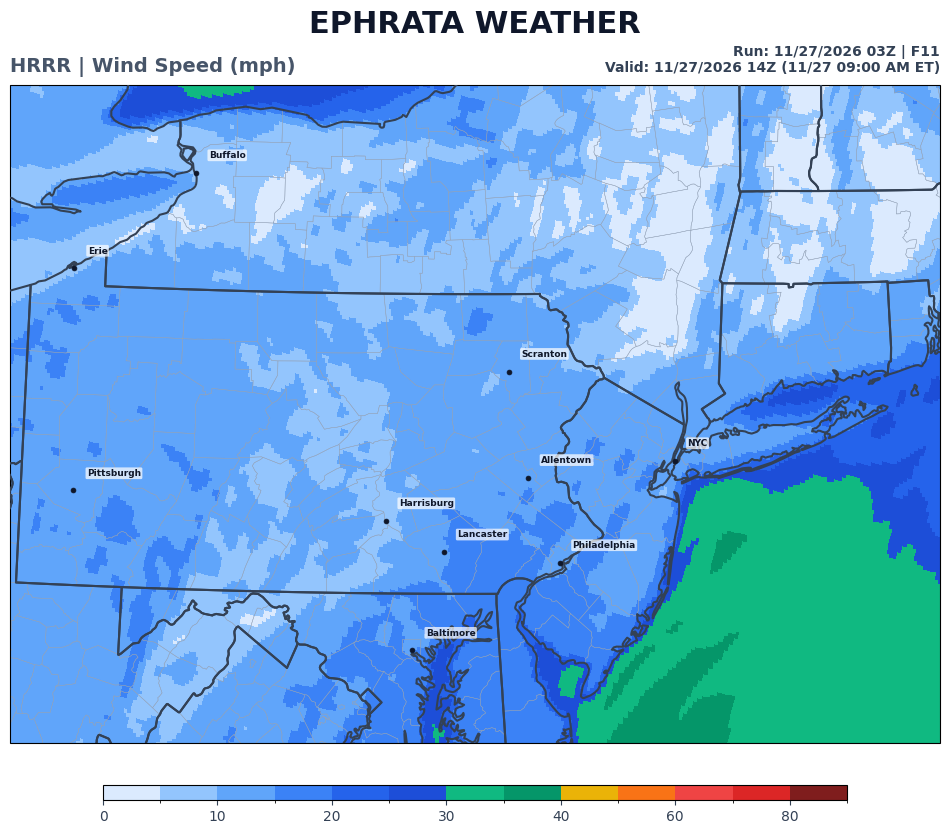 EPHRATA WEATHER
HRRR | Wind Speed (mph)
Run: 11/27/2026 03Z | F11
Valid: 11/27/2026 14Z (11/27 09:00 AM ET)
Buffalo
Erie
Scranton
NYC
Allentown
Pittsburgh
Harrisburg
Lancaster
Philadelphia
Baltimore
0 10 20 30 40 60 80